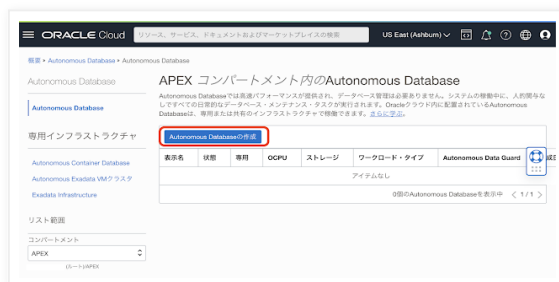 ORACLE Cloud
リソース、サービス、ドキュメントおよびマーケットプレイスの検索
US East (Ashburn)
概要 • Autonomous Database • Autonomous Database
Autonomous Database
Autonomous Database
専用インフラストラクチャ
Autonomous Container Database
Autonomous Exadata VMクラスタ
Exadata Infrastructure
リスト範囲
コンパートメント
APEX
(ルート)/APEX
APEX コンパートメント内のAutonomous Database
Autonomous Databaseでは高速パフォーマンスが提供され、データベース管理は必要ありません。システムの稼働中に、人的関与な
しですべての日常的なデータベース・メンテナンス・タスクが実行されます。Oracleクラウド内に配置されているAutonomous
Databaseは、専用または共有のインフラストラクチャで稼働できます。さらに学ぶ。
Autonomous Databaseの作成
表示名 状態 専用 OCPU ストレージ ワークロード・タイプ Autonomous Data Guard
アイテムなし
0個のAutonomous Databaseを表示中 < 1 / 1 >